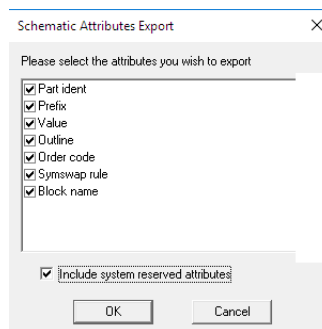 Schematic Attributes Export
Please select the attributes you wish to export
Part ident
Prefix
Value
Outline
Order code
Symswap rule
Block name
Include system reserved attributes
OK
Cancel